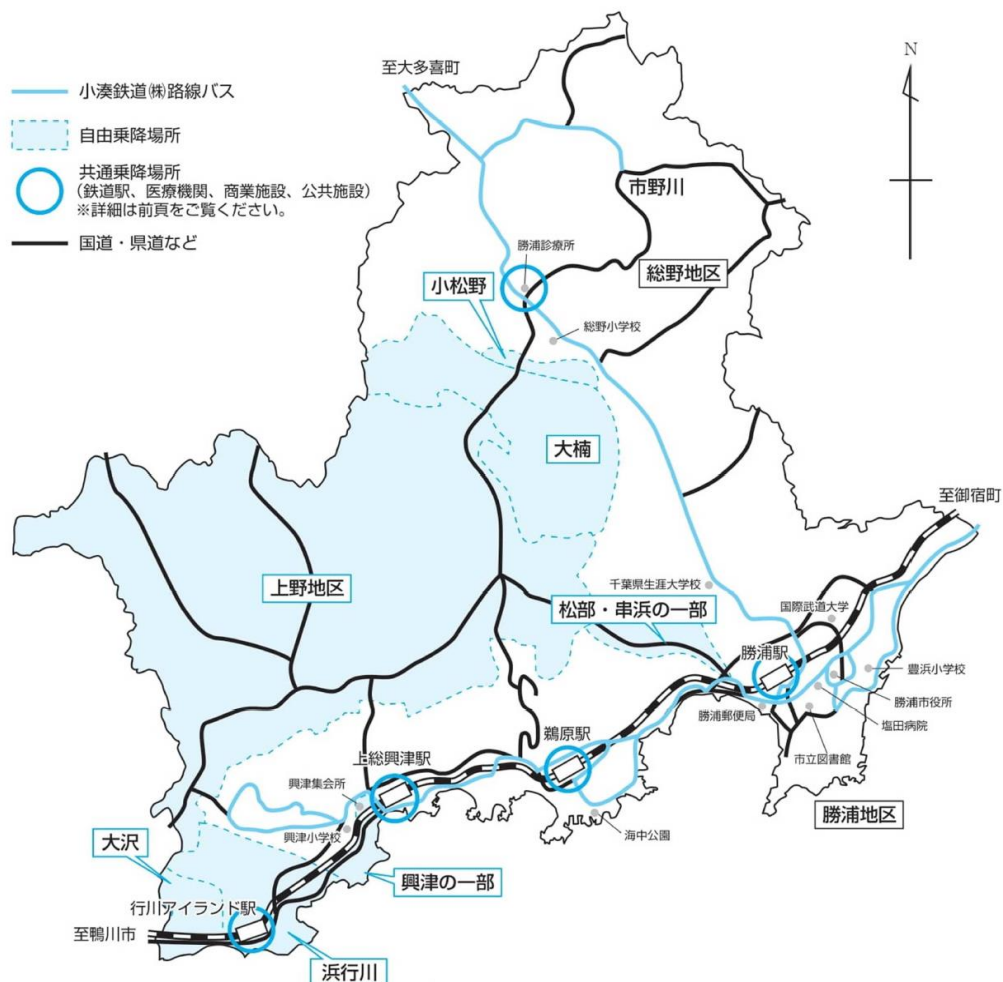 小湊鉄道㈱路線バス
自由乗降場所
共通乗降場所
(鉄道駅、医療機関、商業施設、公共施設)
※詳細は前頁をご覧ください。
国道・県道など
至大多喜町
N
市野川
勝浦診療所
総野地区
小松野
総野小学校
大楠
至御宿町
千葉県生涯大学校
上野地区
松部・串浜の一部
国際武道大学
勝浦駅
豊浜小学校
勝浦市役所
勝浦郵便局
塩田病院
鵜原駅
市立図書館
上総興津駅
興津集会所
勝浦地区
海中公園
興津小学校
大沢
興津の一部
行川アイランド駅
至鴨川市
浜行川